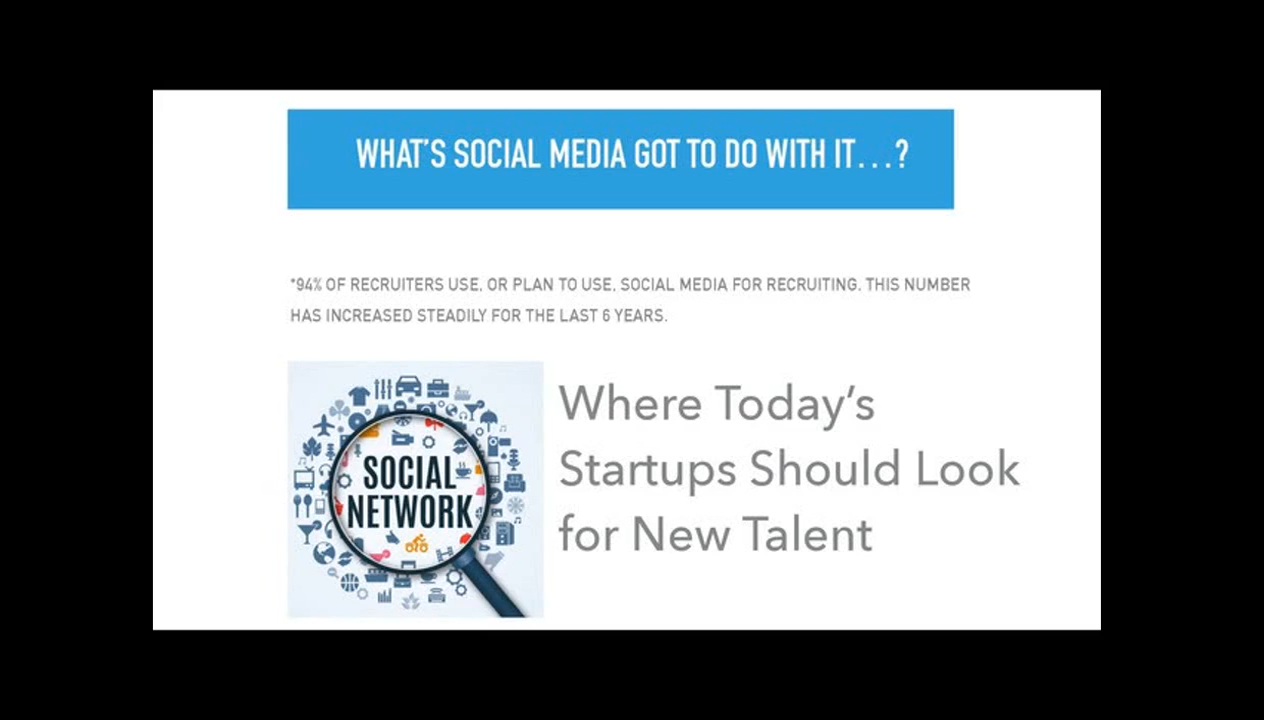 WHAT'S SOCIAL MEDIA GOT TO DO WITH IT...?
*94% OF RECRUITERS USE, OR PLAN TO USE, SOCIAL MEDIA FOR RECRUITING. THIS NUMBER
HAS INCREASED STEADILY FOR THE LAST 6 YEARS.
SOCIAL
NETWORK
Where Today's
Startups Should Look
for New Talent